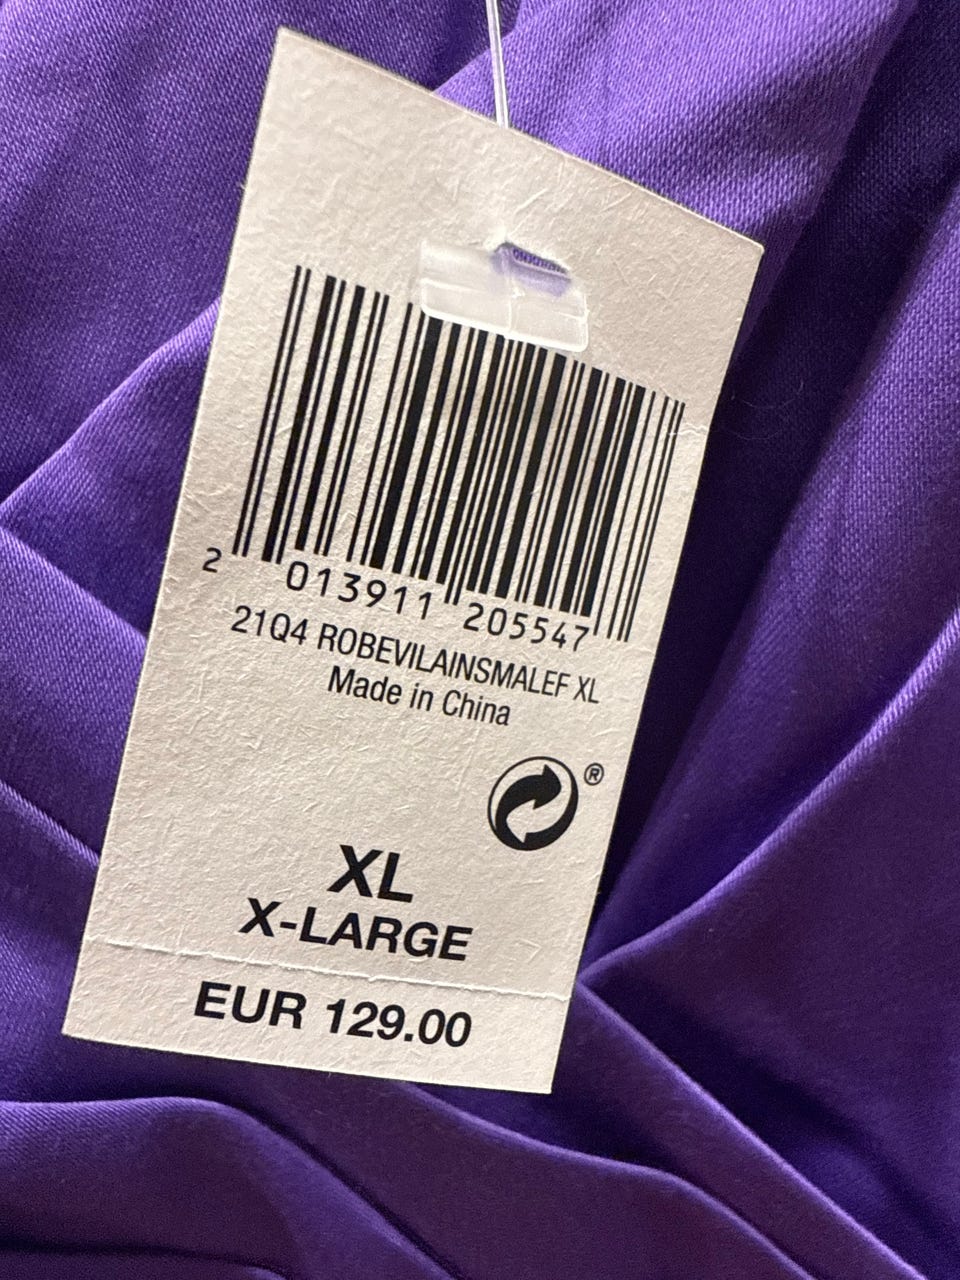 2 013911 205547
21Q4 ROBEVILAINSMALEF XL
Made in China
®
XL
X-LARGE
EUR 129.00